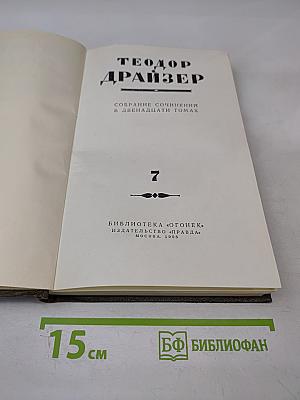 ТЕОДОР
ДРАЙЗЕР
СОБРАНИЕ СОЧИНЕНИЙ
В ДВЕНАДЦАТИ ТОМАХ
7
БИБЛИОТЕКА «ОГОНЕК»
ИЗДАТЕЛЬСТВО «ПРАВДА»
МОСКВА
15 см
БФ БИБЛИОФАН